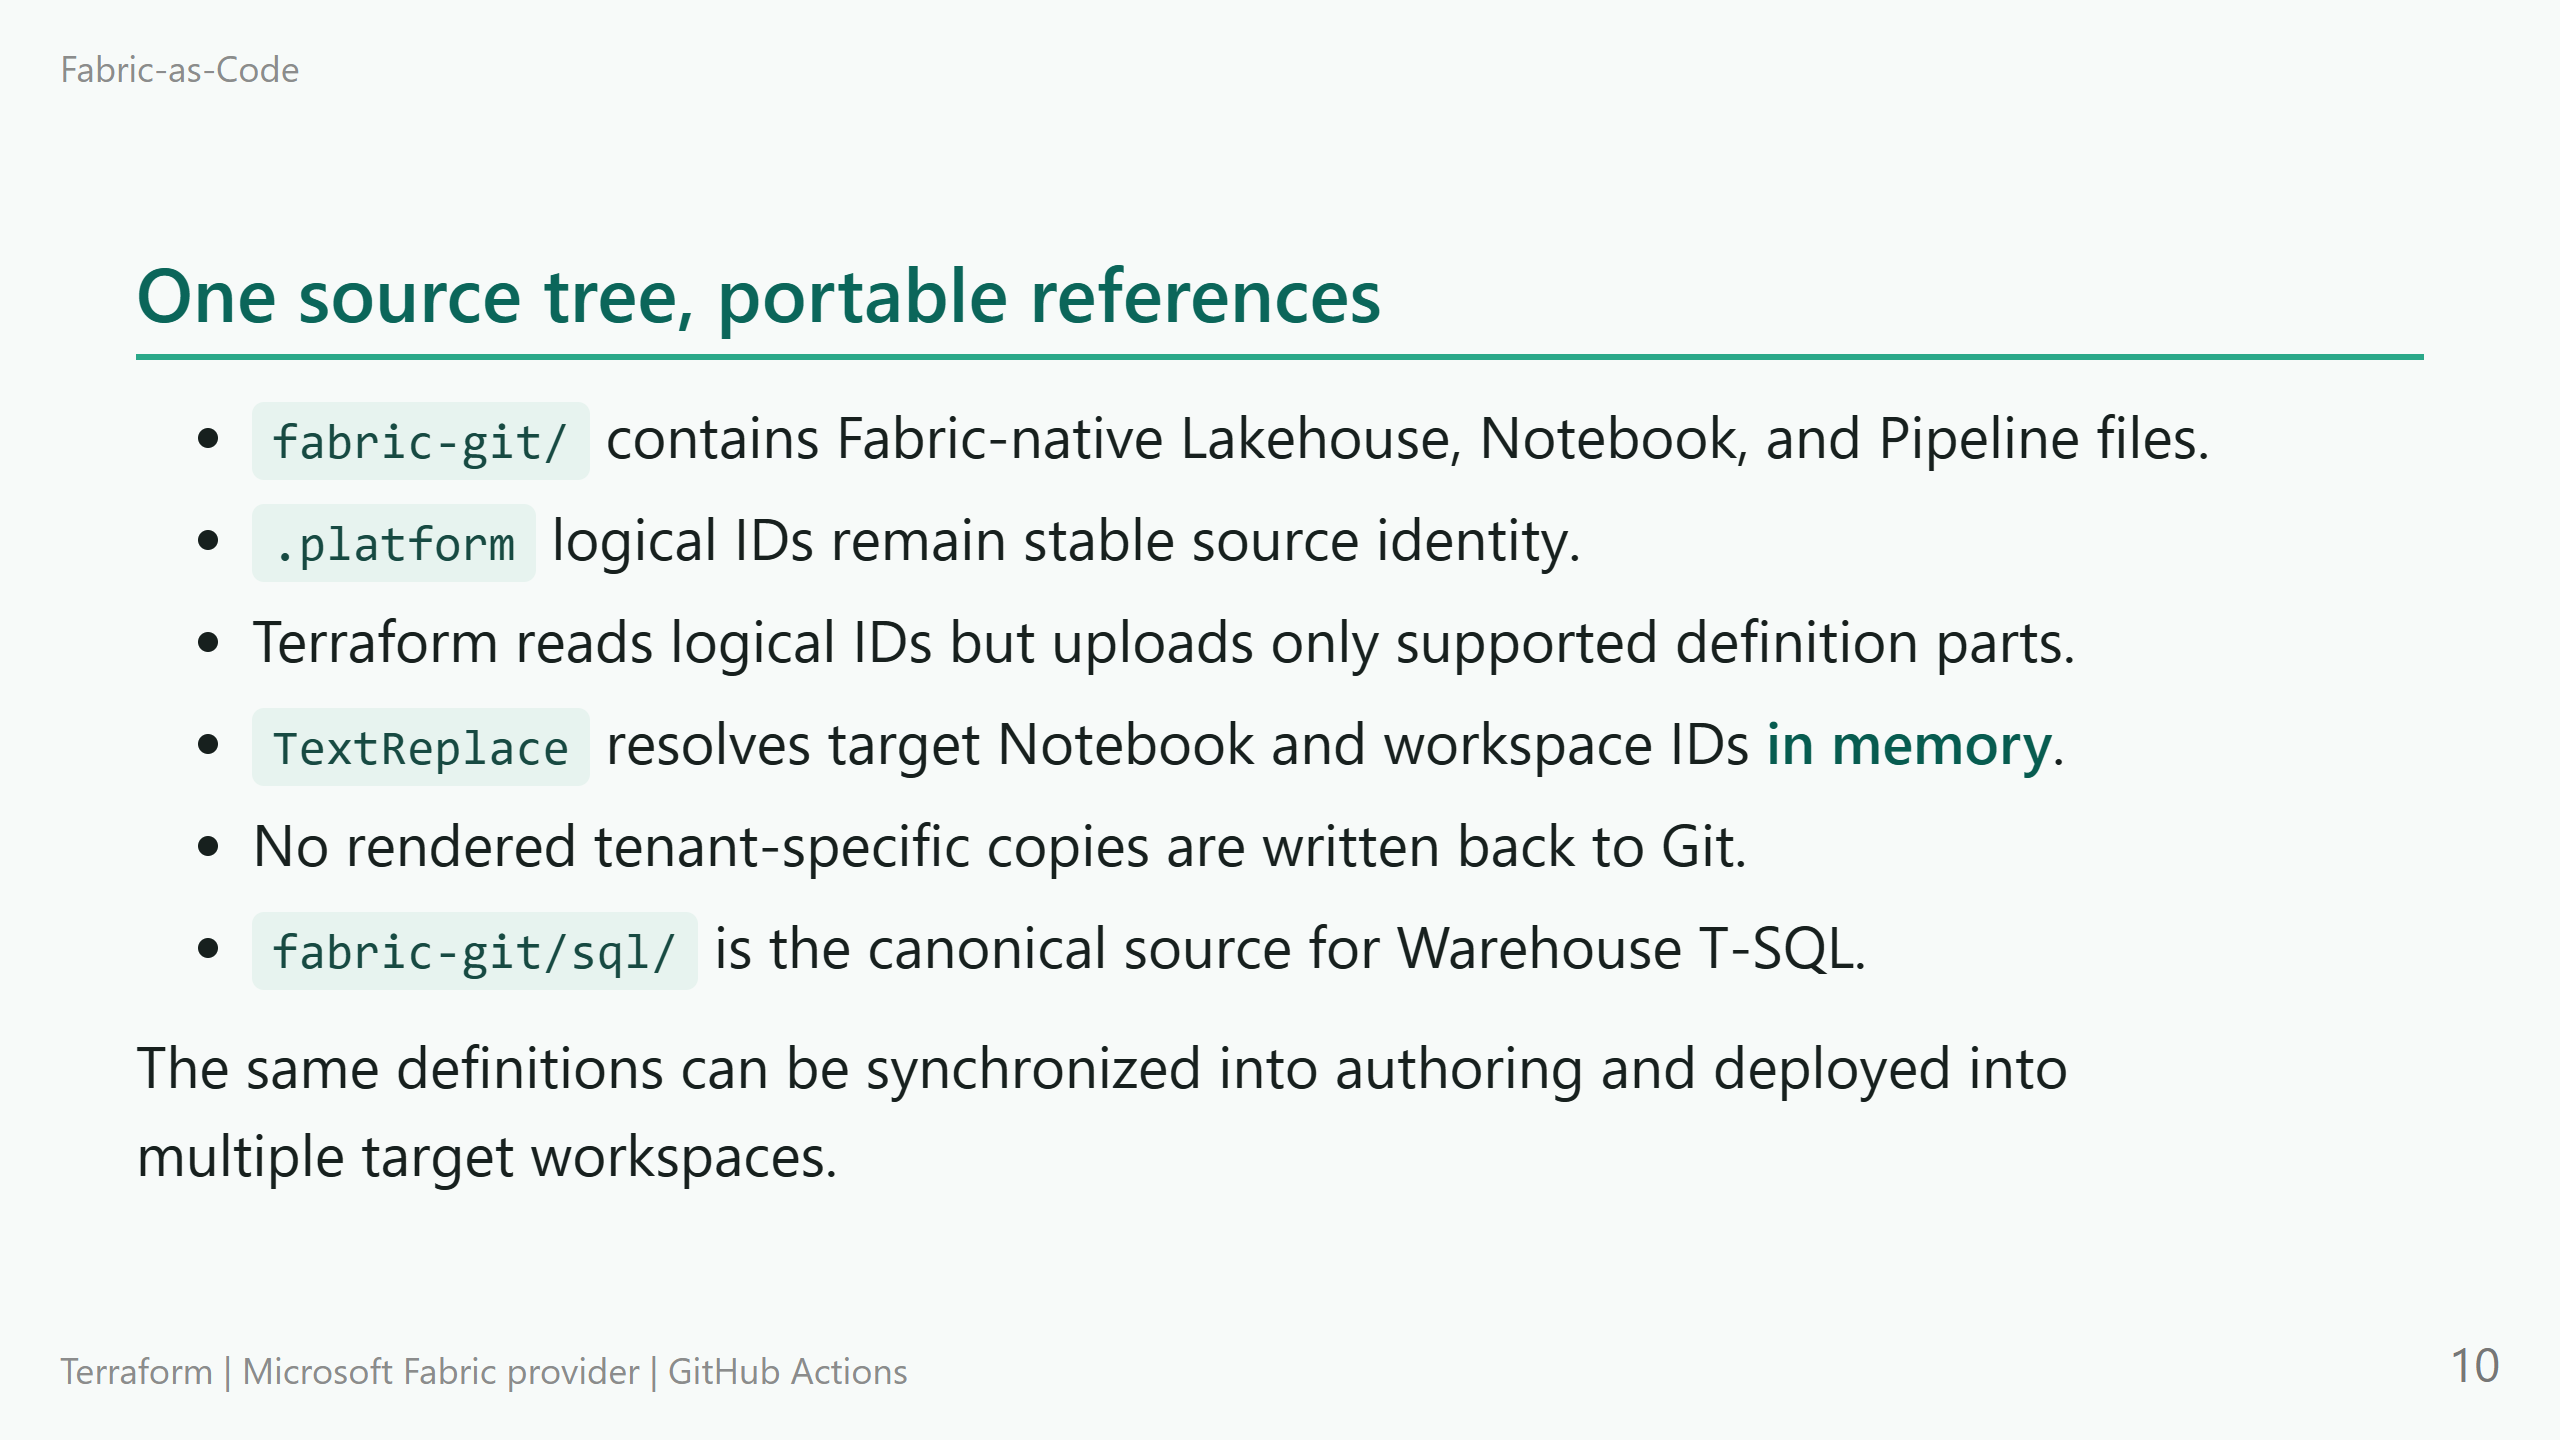 Fabric-as-Code
One source tree, portable references
• fabric-git/ contains Fabric-native Lakehouse, Notebook, and Pipeline files.
• .platform logical IDs remain stable source identity.
• Terraform reads logical IDs but uploads only supported definition parts.
• TextReplace resolves target Notebook and workspace IDs in memory.
• No rendered tenant-specific copies are written back to Git.
• fabric-git/sql/ is the canonical source for Warehouse T-SQL.
The same definitions can be synchronized into authoring and deployed into
multiple target workspaces.
Terraform | Microsoft Fabric provider | GitHub Actions
10